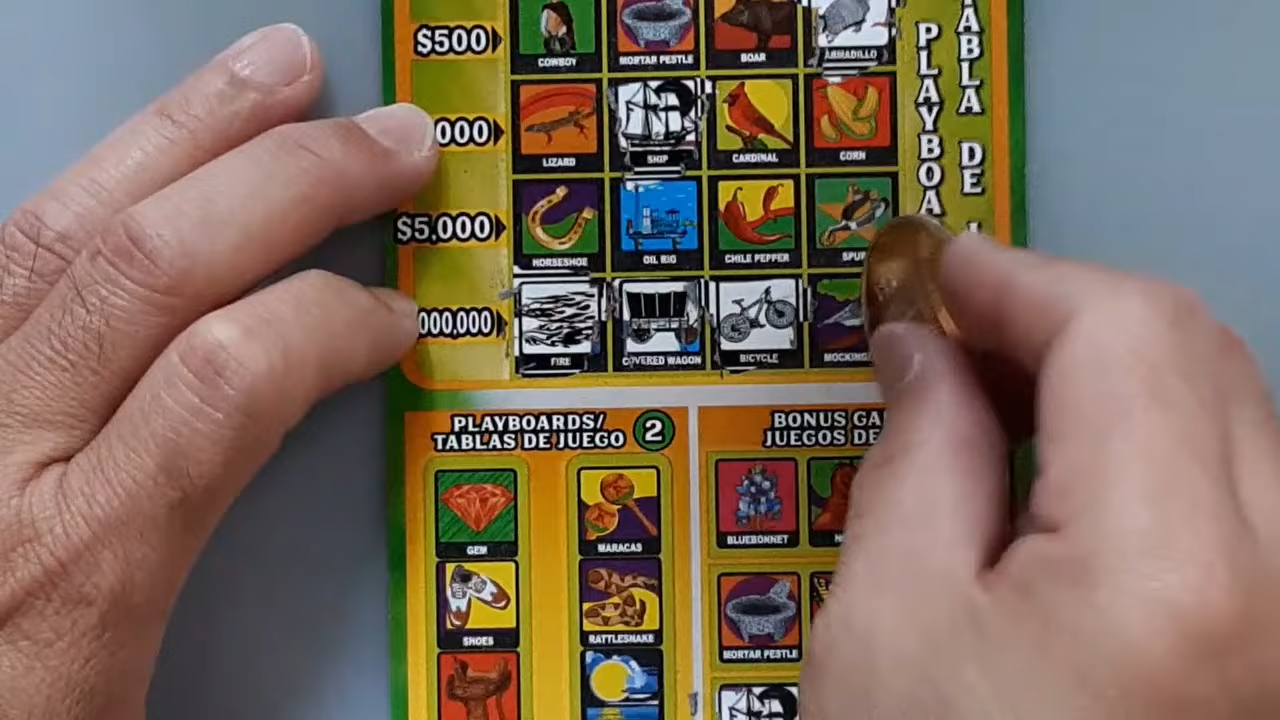 $500
COWBOY
MORTAR PESTLE
BOAR
ARMADILLO
000
LIZARD
SHIP
CARDINAL
CORN
$5,000
HORSESHOE
OIL RIG
CHILE PEPPER
SPUR
000,000
FIRE
COVERED WAGON
BICYCLE
MOCKING
PLAYBOA
TABLA DE
PLAYBOARDS/
TABLAS DE JUEGO 2
GEM
MARACAS
SHOES
RATTLESNAKE
BONUS GA
JUEGOS DE
BLUEBONNET
MORTAR PESTLE